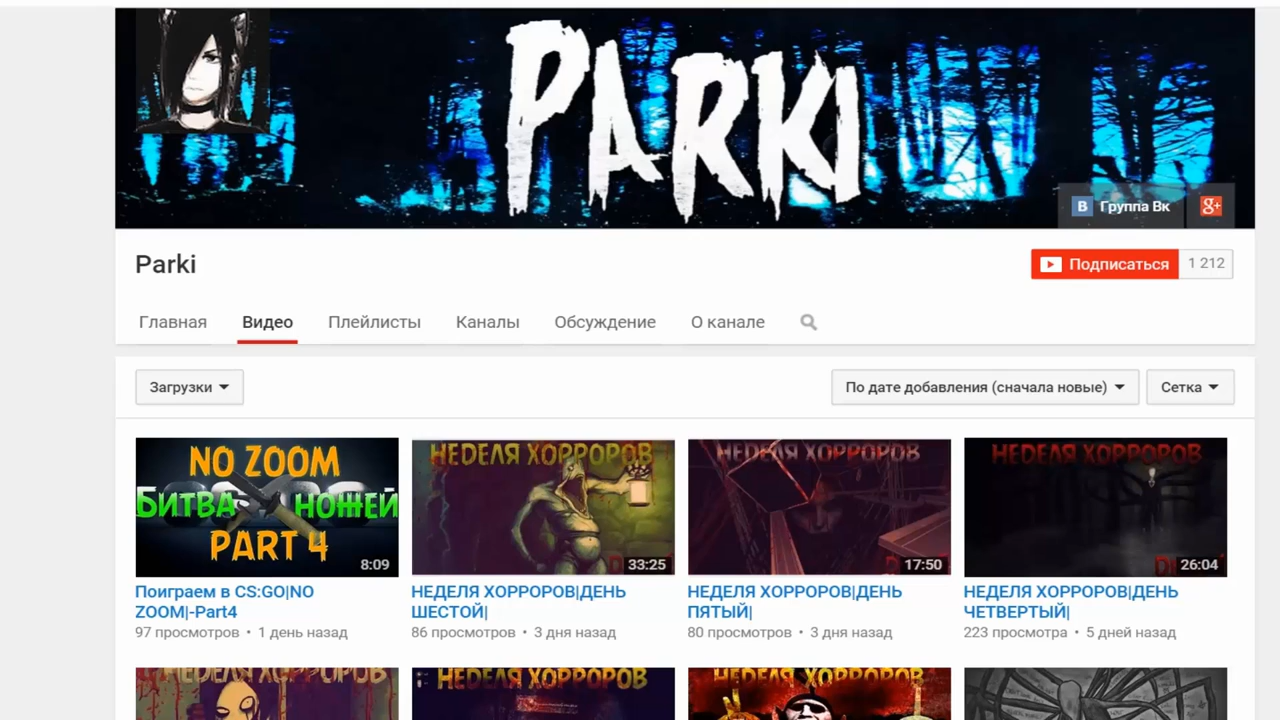 PARKI
B Группа Вк g+
Parki
Подписаться 1 212
Главная Видео Плейлисты Каналы Обсуждение О канале
Загрузки По дате добавления (сначала новые) Сетка
NO ZOOM
БИТВА НОЖЕЙ
PART 4
8:09
НЕДЕЛЯ ХОРРОРОВ
33:25
НЕДЕЛЯ ХОРРОРОВ
17:50
НЕДЕЛЯ ХОРРОРОВ
26:04
Поиграем в CS:GO|NO
ZOOM|-Part4
97 просмотров • 1 день назад
НЕДЕЛЯ ХОРРОРОВ|ДЕНЬ
ШЕСТОЙ|
86 просмотров • 3 дня назад
НЕДЕЛЯ ХОРРОРОВ|ДЕНЬ
ПЯТЫЙ|
80 просмотров • 3 дня назад
НЕДЕЛЯ ХОРРОРОВ|ДЕНЬ
ЧЕТВЕРТЫЙ|
223 просмотра • 5 дней назад
НЕДЕЛЯ ХОРРОРОВ
НЕДЕЛЯ ХОРРОРОВ
НЕДЕЛЯ ХОРРОРОВ